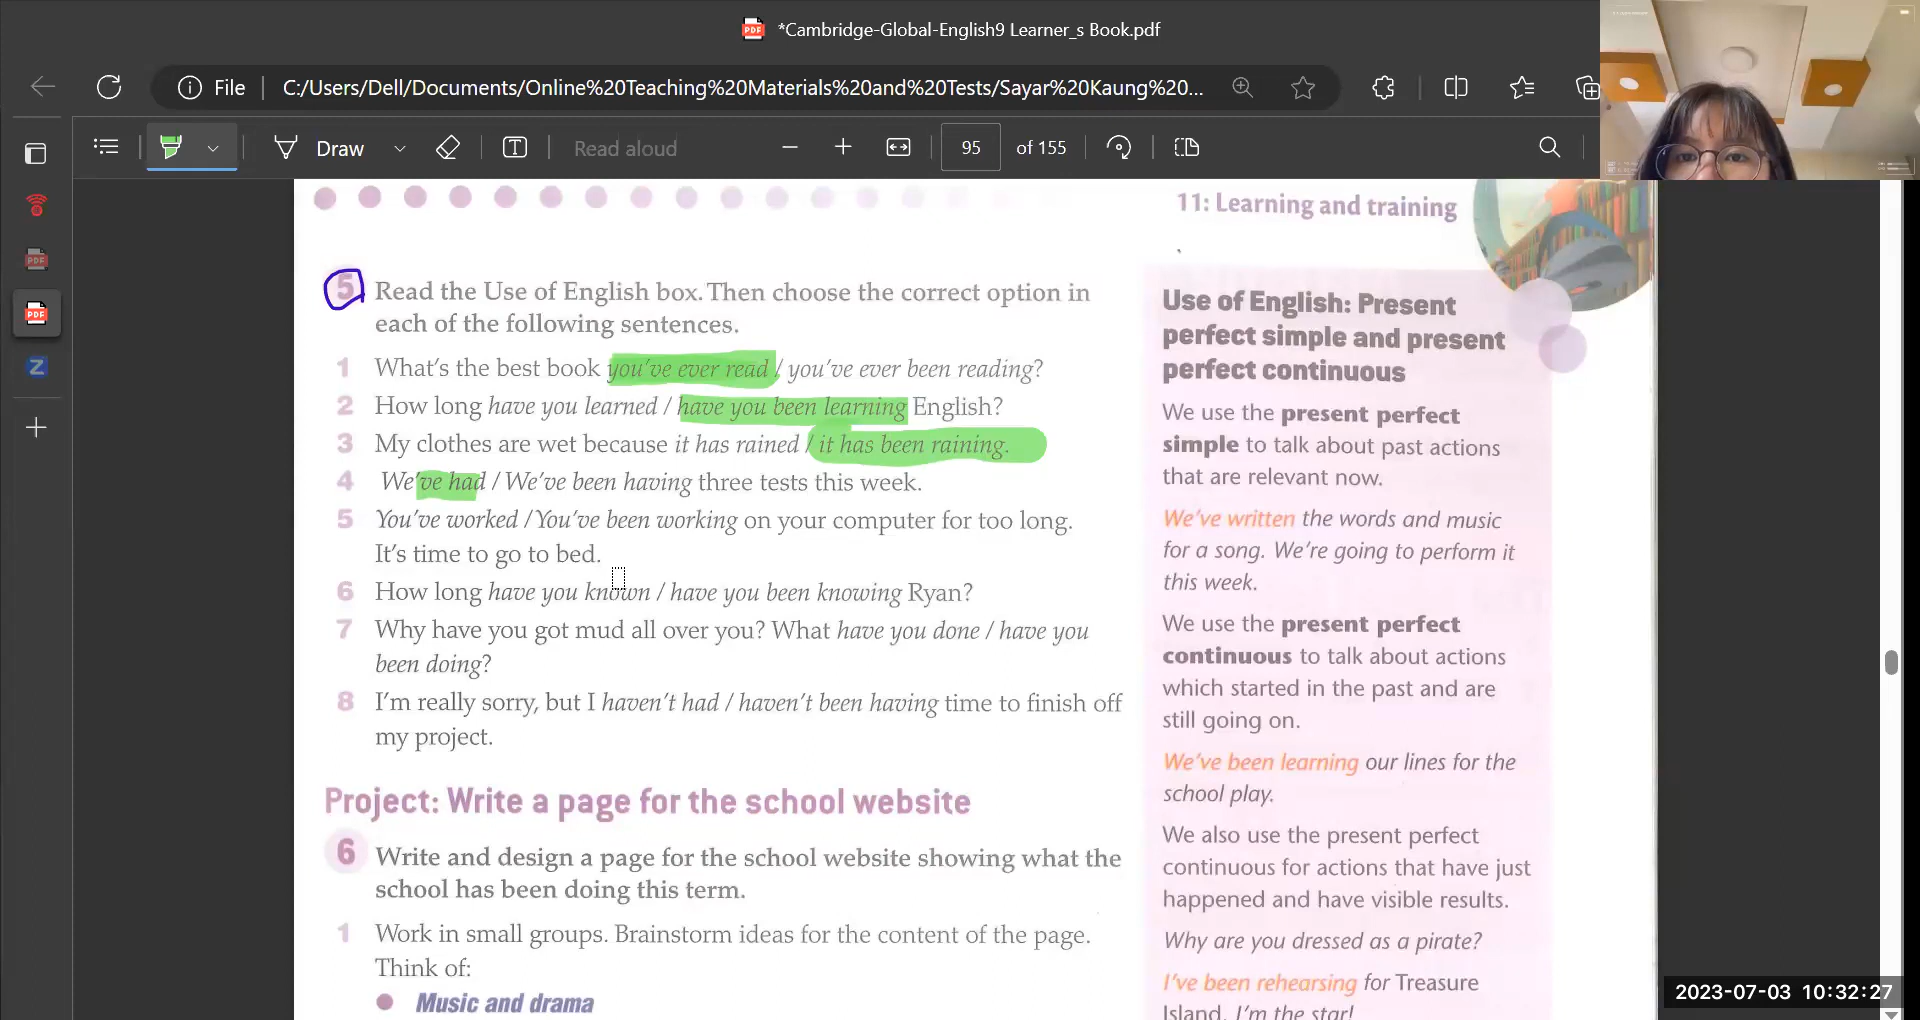 *Cambridge-Global-English9 Learner_s Book.pdf
File
C:/Users/Dell/Documents/Online%20Teaching%20Materials%20and%20Tests/Sayar%20Kaung%20...
Draw
Read aloud
95
of 155
11: Learning and training
5 Read the Use of English box. Then choose the correct option in
each of the following sentences.
1 What's the best book you've ever read / you've ever been reading?
2 How long have you learned / have you been learning English?
3 My clothes are wet because it has rained / it has been raining.
4 We've had / We've been having three tests this week.
5 You've worked / You've been working on your computer for too long.
It's time to go to bed.
6 How long have you known / have you been knowing Ryan?
7 Why have you got mud all over you? What have you done / have you
been doing?
8 I'm really sorry, but I haven't had / haven't been having time to finish off
my project.
Project: Write a page for the school website
6 Write and design a page for the school website showing what the
school has been doing this term.
1 Work in small groups. Brainstorm ideas for the content of the page.
Think of:
Music and drama
Use of English: Present
perfect simple and present
perfect continuous
We use the present perfect
simple to talk about past actions
that are relevant now.
We've written the words and music
for a song. We're going to perform it
this week.
We use the present perfect
continuous to talk about actions
which started in the past and are
still going on.
We've been learning our lines for the
school play.
We also use the present perfect
continuous for actions that have just
happened and have visible results.
Why are you dressed as a pirate?
I've been rehearsing for Treasure
Island. I'm the star!
2023-07-03 10:32:27